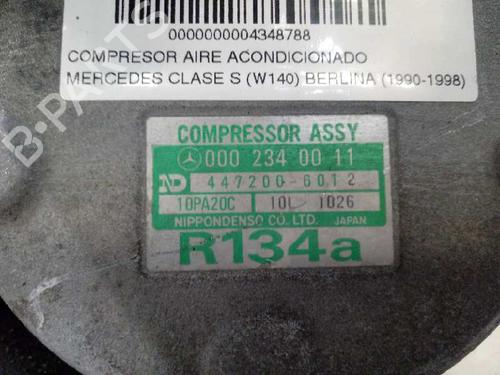 0000000004348788
COMPRESOR AIRE ACONDICIONADO
MERCEDES CLASE S (W140) BERLINA (1990-1998)
COMPRESSOR ASSY
000 234 00 11
ND 447200-6012
10PA20C 10L 1026
NIPPONDENSO CO., LTD. JAPAN
R134a
B-PARTS